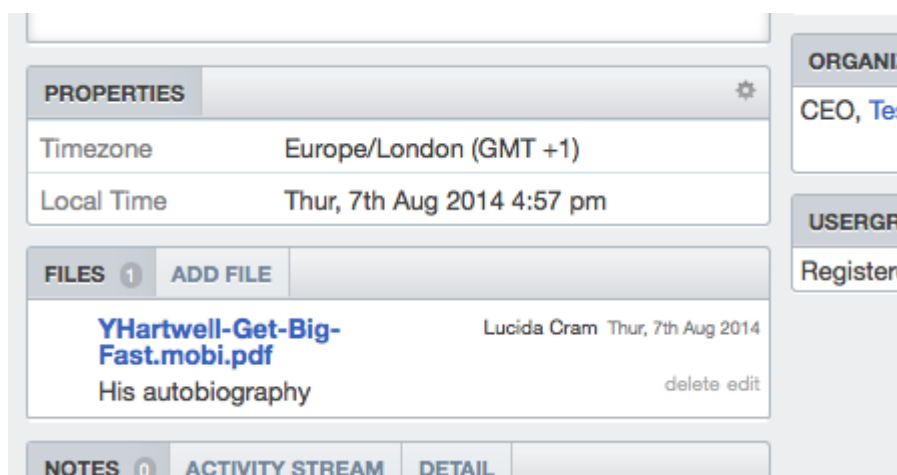 PROPERTIES
Timezone Europe/London (GMT +1)
Local Time Thur, 7th Aug 2014 4:57 pm
FILES 1 ADD FILE
YHartwell-Get-Big-
Fast.mobi.pdf
Lucida Cram Thur, 7th Aug 2014
His autobiography
delete edit
NOTES 0 ACTIVITY STREAM DETAIL
CEO,